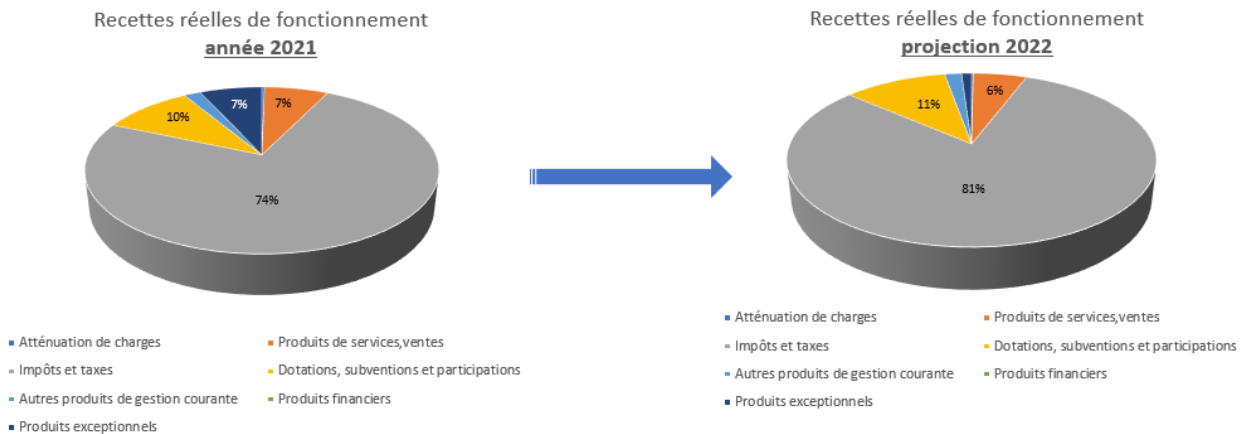 Recettes réelles de fonctionnement
année 2021
7%
7%
10%
74%
Atténuation de charges
Produits de services,ventes
Impôts et taxes
Dotations, subventions et participations
Autres produits de gestion courante
Produits financiers
Produits exceptionnels
Recettes réelles de fonctionnement
projection 2022
6%
11%
81%
Atténuation de charges
Produits de services,ventes
Impôts et taxes
Dotations, subventions et participations
Autres produits de gestion courante
Produits financiers
Produits exceptionnels